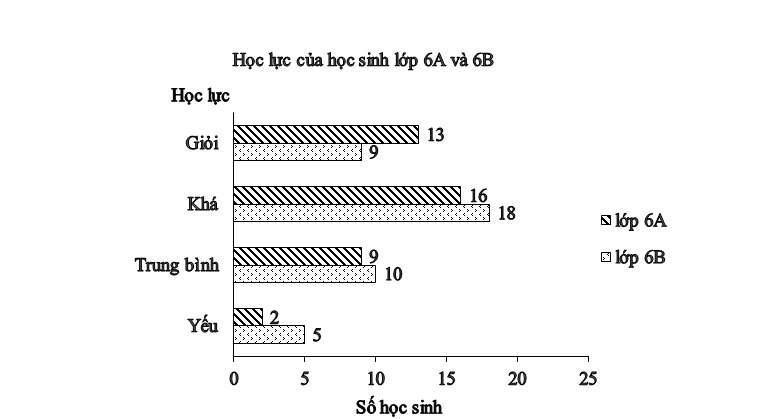 Học lực của học sinh lớp 6A và 6B
Học lực
Giỏi
13
9
Khá
16
18
Trung bình
9
10
Yếu
2
5
lớp 6A
lớp 6B
0 5 10 15 20 25
Số học sinh